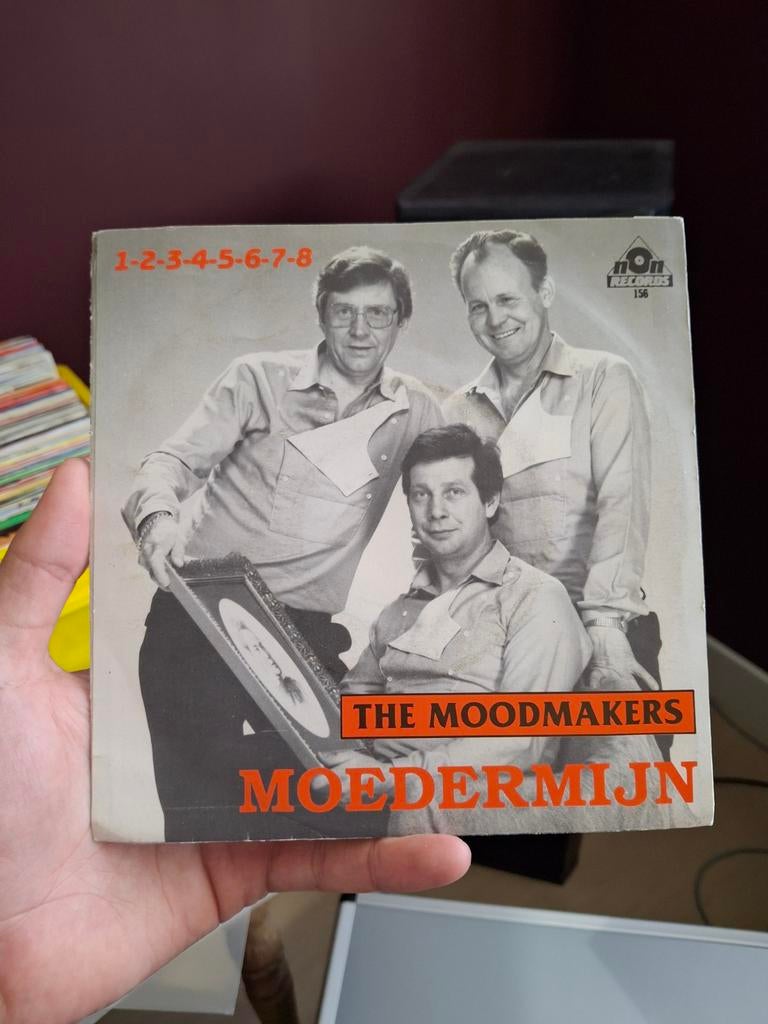 1-2-3-4-5-6-7-8
nOn
RECORDS
156
THE MOODMAKERS
MOEDERMIJN